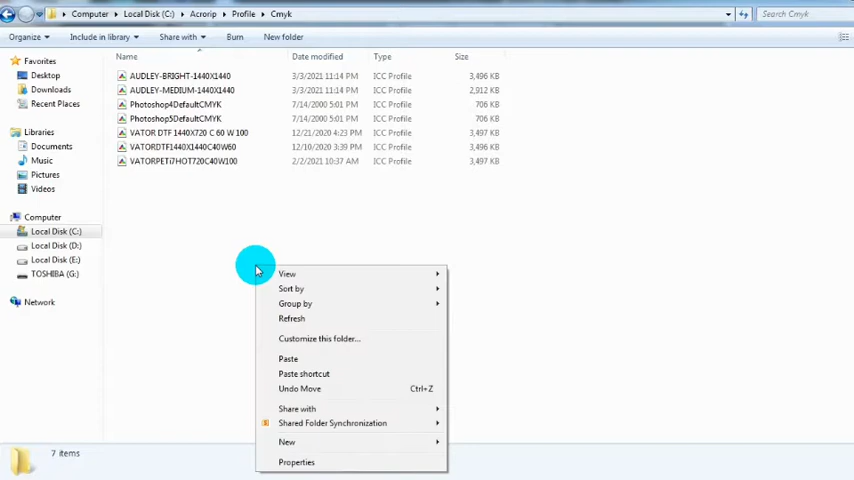 Computer ▸ Local Disk (C:) ▸ Acrorip ▸ Profile ▸ Cmyk
Search Cmyk
Organize Include in library Share with Burn New folder
Name Date modified Type Size
Favorites
Desktop
Downloads
Recent Places
Libraries
Documents
Music
Pictures
Videos
Computer
Local Disk (C:)
Local Disk (D:)
Local Disk (E:)
TOSHIBA (G:)
Network
AUDLEY-BRIGHT-1440X1440 3/3/2021 11:14 PM ICC Profile 3,496 KB
AUDLEY-MEDIUM-1440X1440 3/3/2021 11:14 PM ICC Profile 2,912 KB
Photoshop4DefaultCMYK 7/14/2000 5:01 PM ICC Profile 706 KB
Photoshop5DefaultCMYK 7/14/2000 5:01 PM ICC Profile 706 KB
VATOR DTF 1440X720 C 60 W 100 12/21/2020 4:23 PM ICC Profile 3,497 KB
VATORDTF1440X1440C40W60 12/10/2020 3:39 PM ICC Profile 3,496 KB
VATORPETi7HOT720C40W100 2/2/2021 10:37 AM ICC Profile 3,497 KB
View
Sort by
Group by
Refresh
Customize this folder...
Paste
Paste shortcut
Undo Move Ctrl+Z
Share with
Shared Folder Synchronization
New
Properties
7 items